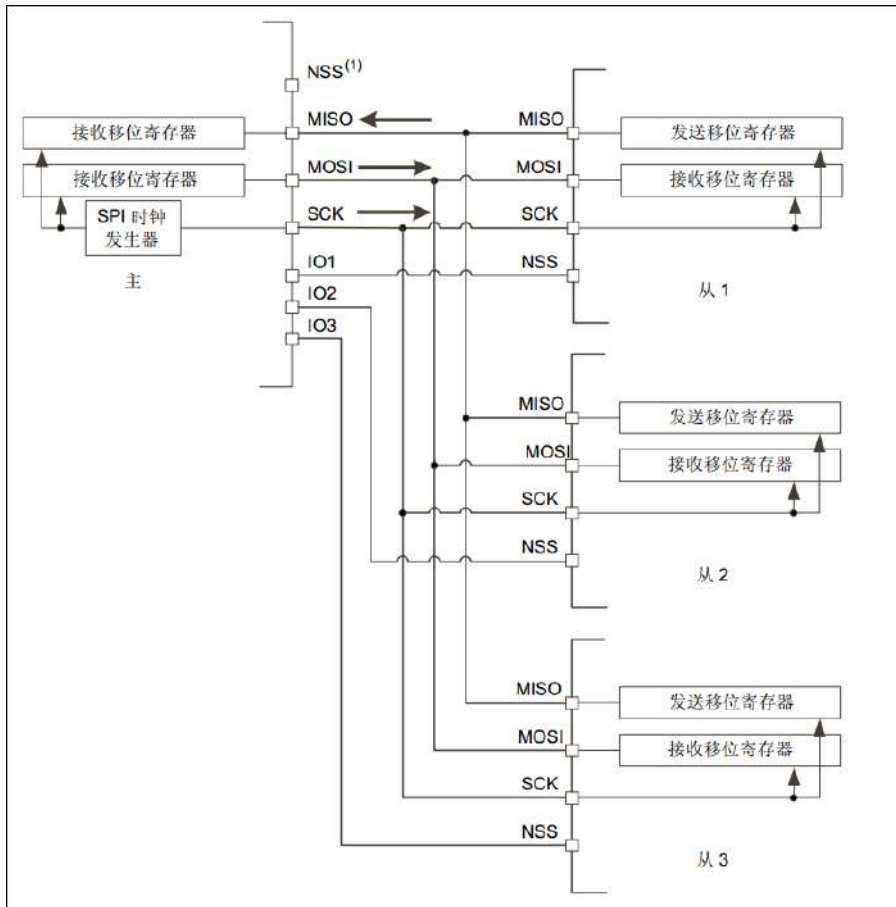 NSS(1)
接收移位寄存器
MISO
MISO
发送移位寄存器
接收移位寄存器
MOSI
MOSI
接收移位寄存器
SPI 时钟
发生器
SCK
SCK
主
IO1
NSS
从 1
IO2
IO3
MISO
发送移位寄存器
MOSI
接收移位寄存器
SCK
NSS
从 2
MISO
发送移位寄存器
MOSI
接收移位寄存器
SCK
NSS
从 3